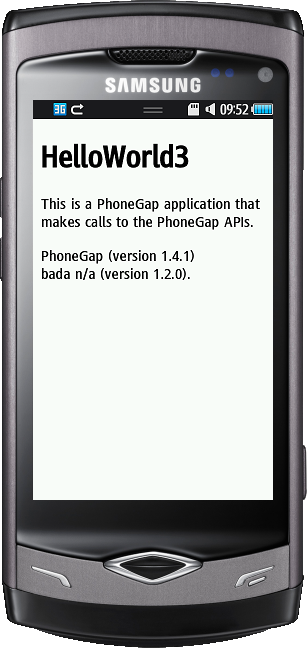 SAMSUNG
3G 09:52
HelloWorld3
This is a PhoneGap application that
makes calls to the PhoneGap APIs.
PhoneGap (version 1.4.1)
bada n/a (version 1.2.0).